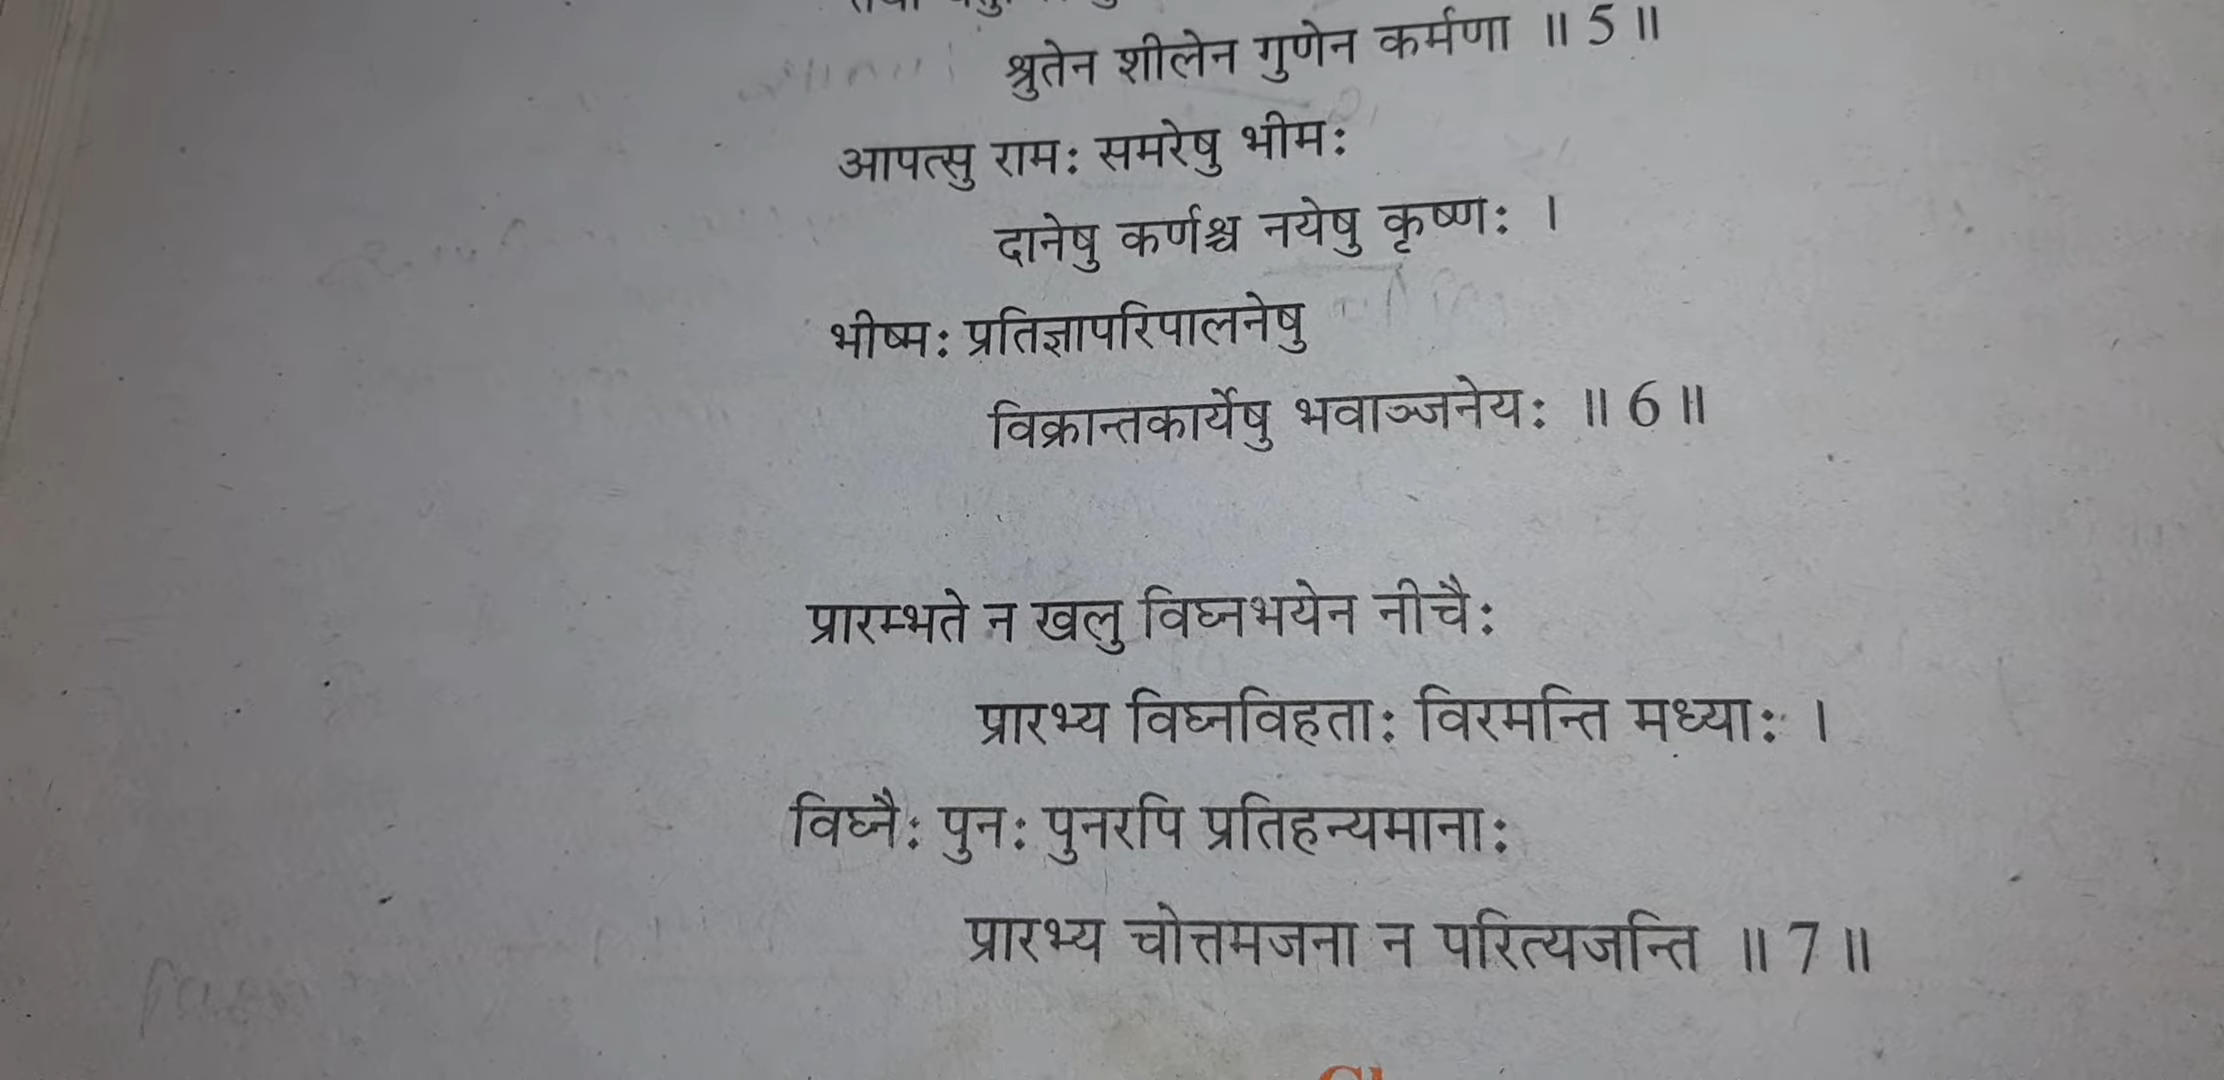 श्रुतेन शीलेन गुणेन कर्मणा ॥ 5 ॥
आपत्सु रामः समरेषु भीमः
दानेषु कर्णश्च नयेषु कृष्णः ।
भीष्मः प्रतिज्ञापरिपालनेषु
विक्रान्तकार्येषु भवाञ्जनेयः ॥ 6 ॥
प्रारम्भते न खलु विघ्नभयेन नीचैः
प्रारभ्य विघ्नविहताः विरमन्ति मध्याः ।
विघ्नैः पुनः पुनरपि प्रतिहन्यमानाः
प्रारभ्य चोत्तमजना न परित्यजन्ति ॥ 7 ॥